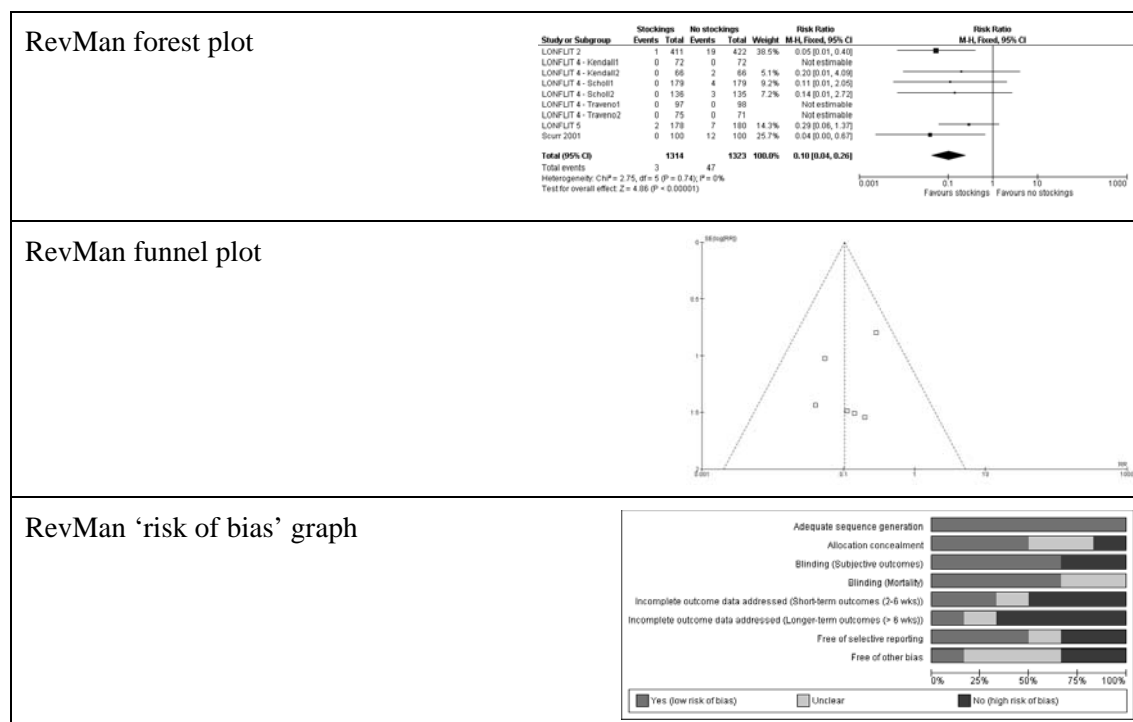 RevMan forest plot
Stockings No stockings Risk Ratio Risk Ratio
Study or Subgroup Events Total Events Total Weight M-H, Fixed, 95% CI M-H, Fixed, 95% CI
LONFLIT 2 1 411 19 422 38.5% 0.05 [0.01, 0.40]
LONFLIT 4 - Kendall1 0 72 0 72 Not estimable
LONFLIT 4 - Kendall2 0 66 2 66 5.1% 0.20 [0.01, 4.09]
LONFLIT 4 - Scholl1 0 179 4 179 9.2% 0.11 [0.01, 2.05]
LONFLIT 4 - Scholl2 0 136 3 135 7.2% 0.14 [0.01, 2.72]
LONFLIT 4 - Traveno1 0 97 0 98 Not estimable
LONFLIT 4 - Traveno2 0 75 0 71 Not estimable
LONFLIT 5 2 178 7 180 14.3% 0.29 [0.06, 1.37]
Scurr 2001 0 100 12 100 25.7% 0.04 [0.00, 0.67]
Total (95% CI) 1314 1323 100.0% 0.10 [0.04, 0.26]
Total events 3 47
Heterogeneity: Chi² = 2.75, df = 5 (P = 0.74); I² = 0%
Test for overall effect: Z = 4.86 (P < 0.00001)
0.001 0.1 1 10 1000
Favours stockings Favours no stockings
RevMan funnel plot
0 SE(log[RR])
0.5
1
1.5
2
RR
0.001 0.1 1 10 1000
RevMan ‘risk of bias’ graph
Adequate sequence generation
Allocation concealment
Blinding (Subjective outcomes)
Blinding (Mortality)
Incomplete outcome data addressed (Short-term outcomes (2-6 wks))
Incomplete outcome data addressed (Longer-term outcomes (> 6 wks))
Free of selective reporting
Free of other bias
0% 25% 50% 75% 100%
Yes (low risk of bias) Unclear No (high risk of bias)